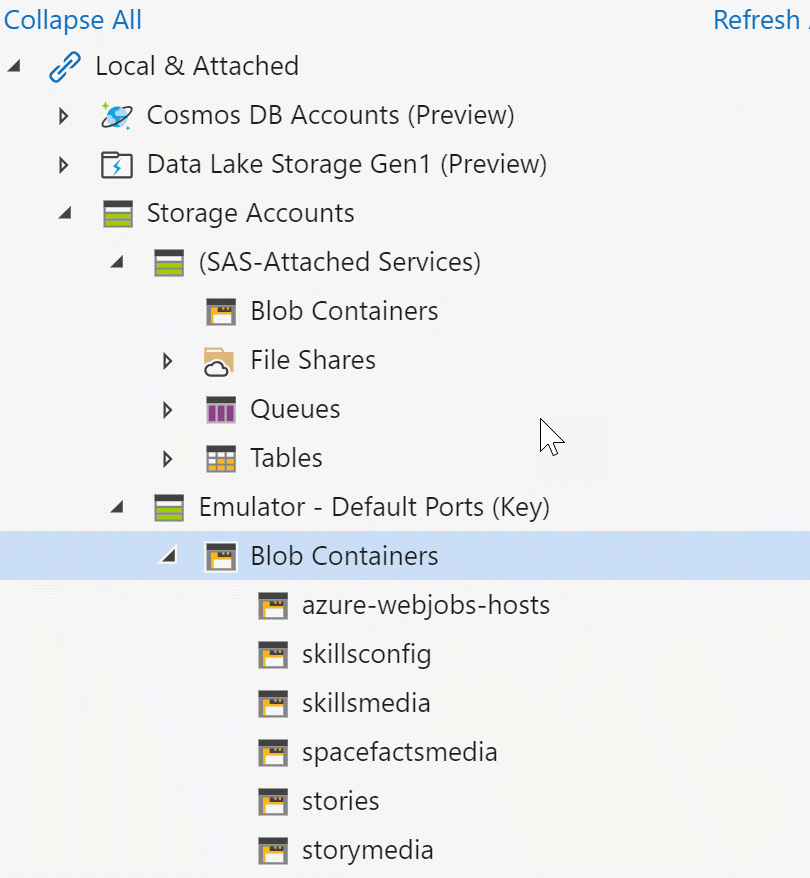 Collapse All Refresh
Local & Attached
Cosmos DB Accounts (Preview)
Data Lake Storage Gen1 (Preview)
Storage Accounts
(SAS-Attached Services)
Blob Containers
File Shares
Queues
Tables
Emulator - Default Ports (Key)
Blob Containers
azure-webjobs-hosts
skillsconfig
skillsmedia
spacefactsmedia
stories
storymedia